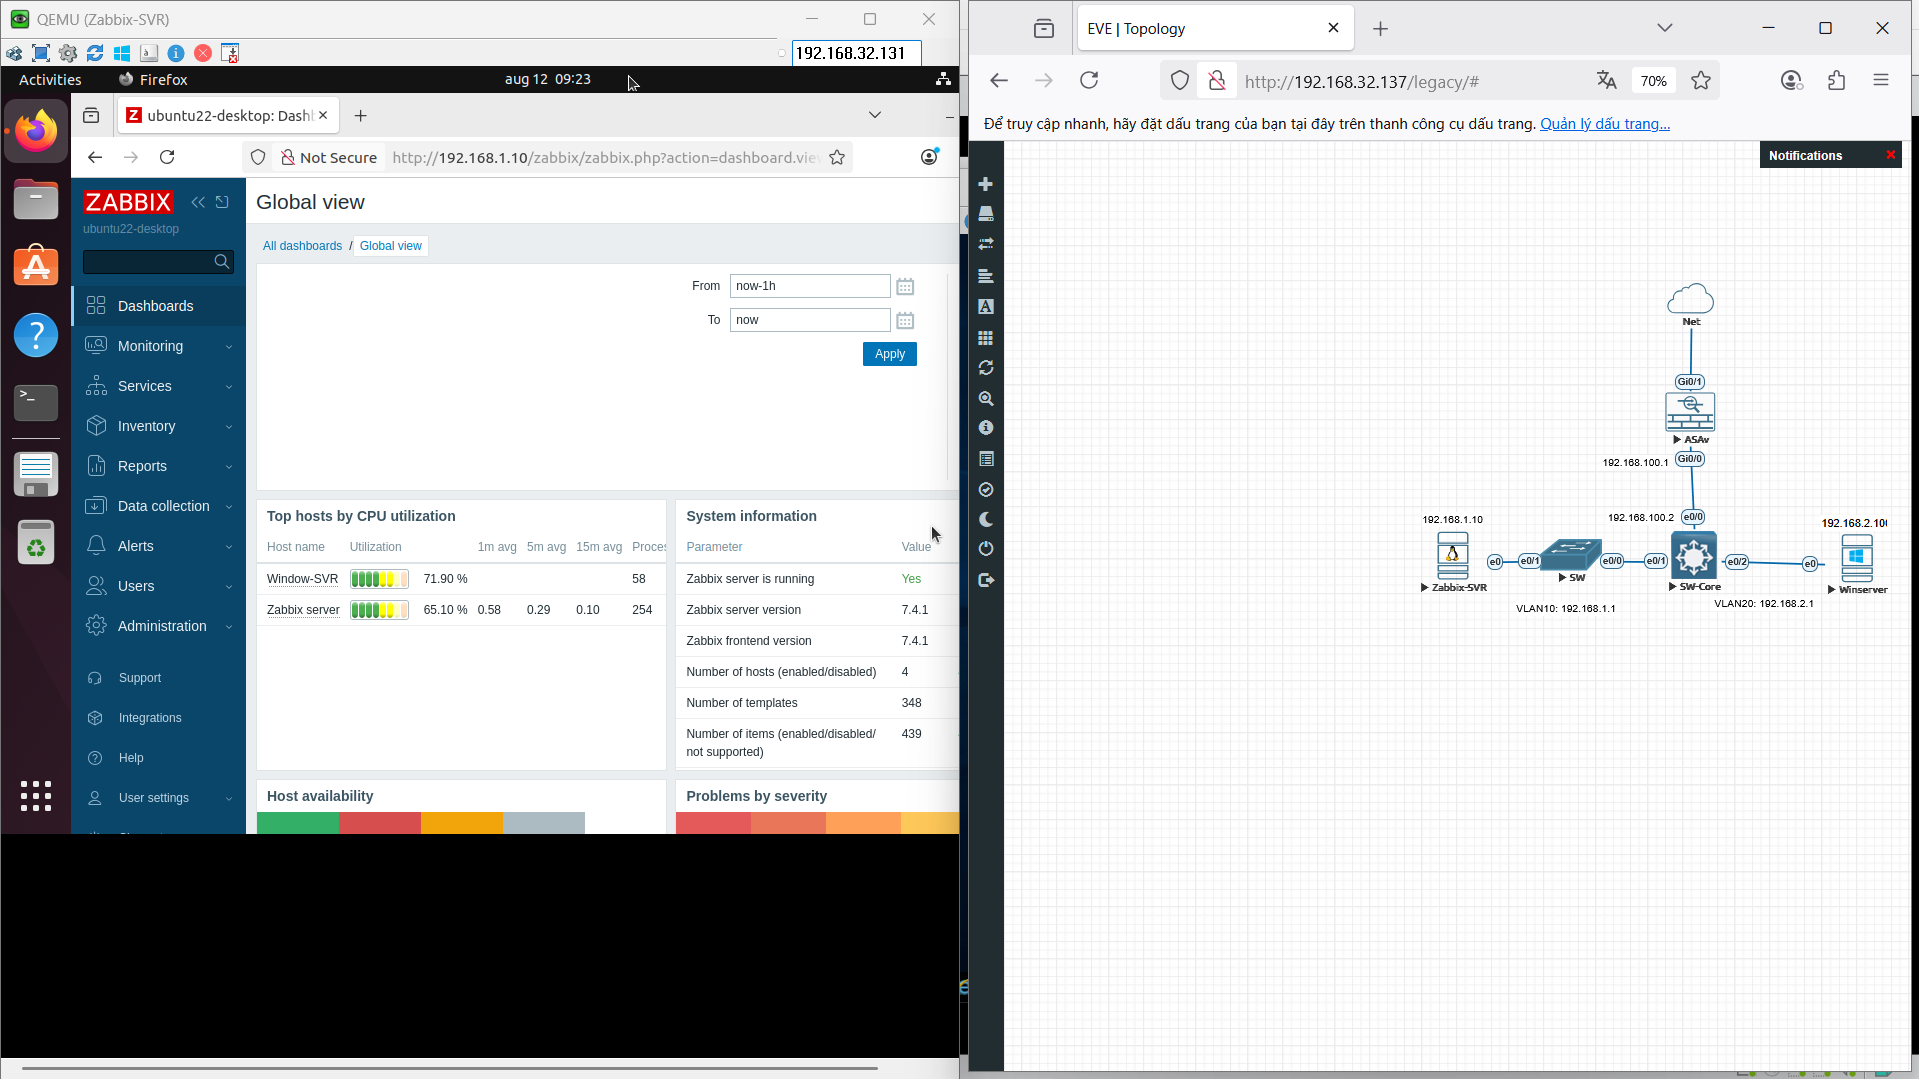 QEMU (Zabbix-SVR)
192.168.32.131
Activities
Firefox
aug 12 09:23
ubuntu22-desktop: Dash
Not Secure
http://192.168.1.10/zabbix/zabbix.php?action=dashboard.vie
ZABBIX
ubuntu22-desktop
Dashboards
Monitoring
Services
Inventory
Reports
Data collection
Alerts
Users
Administration
Support
Integrations
Help
User settings
Global view
All dashboards / Global view
From now-1h
To now
Apply
Top hosts by CPU utilization
Host name Utilization 1m avg 5m avg 15m avg Proces
Window-SVR 71.90 % 58
Zabbix server 65.10 % 0.58 0.29 0.10 254
System information
Parameter Value
Zabbix server is running Yes
Zabbix server version 7.4.1
Zabbix frontend version 7.4.1
Number of hosts (enabled/disabled) 4
Number of templates 348
Number of items (enabled/disabled/ 439
not supported)
Host availability
Problems by severity
EVE | Topology
http://192.168.32.137/legacy/#
70%
Để truy cập nhanh, hãy đặt dấu trang của bạn tại đây trên thanh công cụ dấu trang. Quản lý dấu trang...
Notifications
Net
Gi0/1
ASAv
192.168.100.1 Gi0/0
192.168.100.2 e0/0
192.168.1.10
192.168.2.100
e0 e0/1 e0/0 e0/1 e0/2 e0
Zabbix-SVR
SW
SW-Core
Winserver
VLAN10: 192.168.1.1
VLAN20: 192.168.2.1